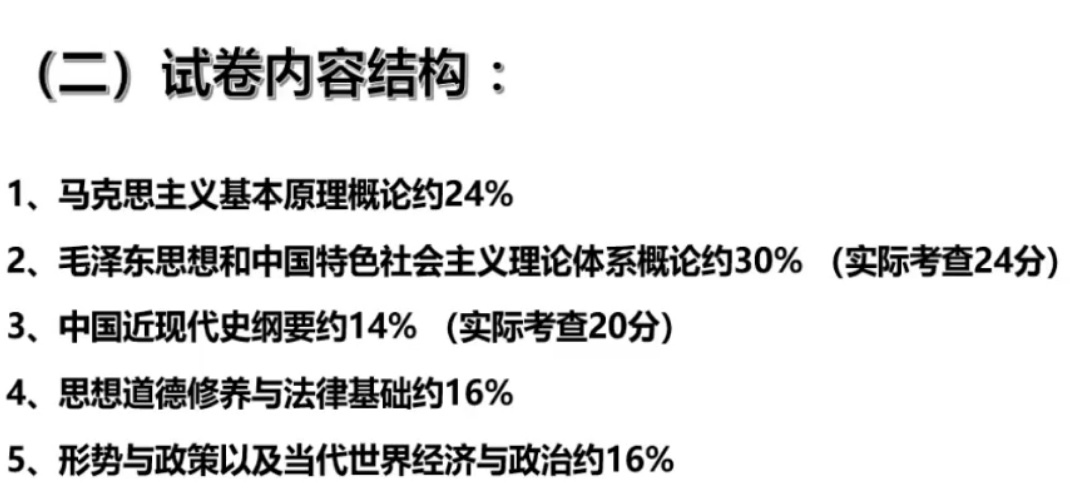 （二）试卷内容结构：
1、马克思主义基本原理概论约24%
2、毛泽东思想和中国特色社会主义理论体系概论约30%（实际考查24分）
3、中国近现代史纲要约14%（实际考查20分）
4、思想道德修养与法律基础约16%
5、形势与政策以及当代世界经济与政治约16%